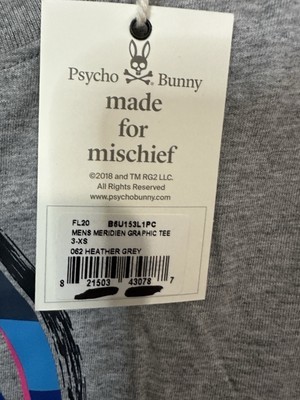 Psycho Bunny
made
for
mischief
©2018 and TM RG2 LLC.
All Rights Reserved
www.psychobunny.com
FL20 B6U153L1PC
MENS MERIDIEN GRAPHIC TEE
3-XS
062 HEATHER GREY
8 21503 43078 7